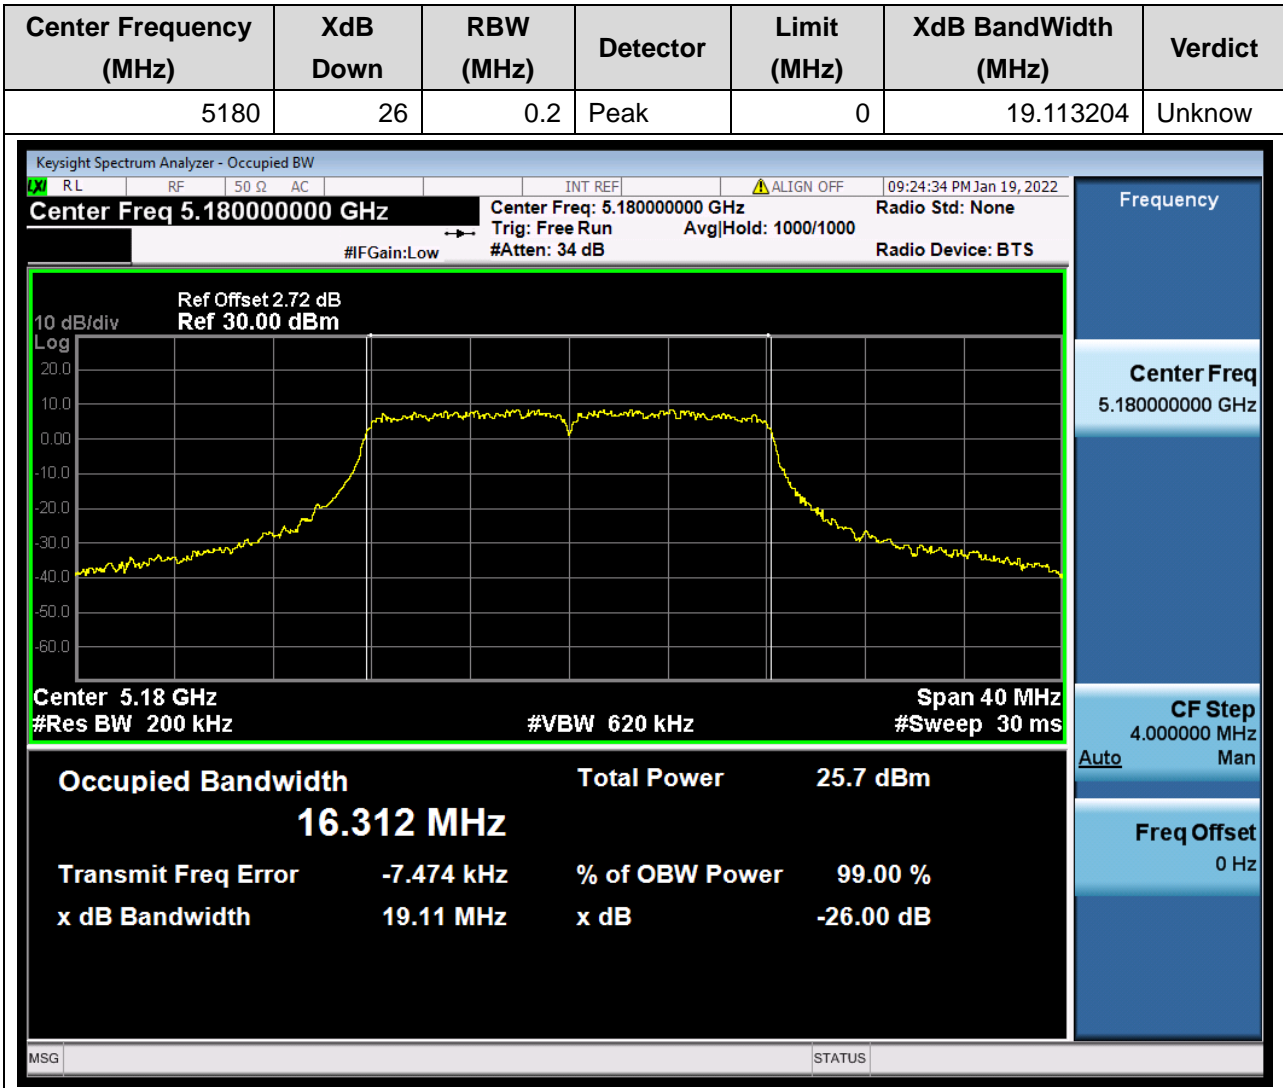 Center Frequency (MHz) XdB Down RBW (MHz) Detector Limit (MHz) XdB BandWidth (MHz) Verdict
5180 26 0.2 Peak 0 19.113204 Unknow
Keysight Spectrum Analyzer - Occupied BW
LXI RL RF 50 Ω AC INT REF ALIGN OFF 09:24:34 PM Jan 19, 2022
Center Freq 5.180000000 GHz
Center Freq: 5.180000000 GHz
Radio Std: None
Trig: Free Run Avg|Hold: 1000/1000
#IFGain:Low #Atten: 34 dB
Radio Device: BTS
Ref Offset 2.72 dB
10 dB/div Ref 30.00 dBm
Log
20.0
10.0
0.00
-10.0
-20.0
-30.0
-40.0
-50.0
-60.0
Center 5.18 GHz Span 40 MHz
#Res BW 200 kHz #VBW 620 kHz #Sweep 30 ms
Occupied Bandwidth Total Power 25.7 dBm
16.312 MHz
Transmit Freq Error -7.474 kHz % of OBW Power 99.00 %
x dB Bandwidth 19.11 MHz x dB -26.00 dB
MSG STATUS
Frequency
Center Freq
5.180000000 GHz
CF Step
4.000000 MHz
Auto Man
Freq Offset
0 Hz